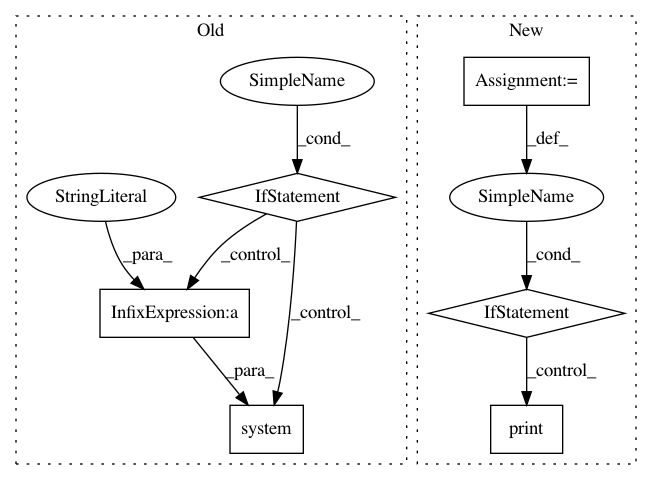 Old
New
SimpleName
Assignment:=
_cond_
_def_
StringLiteral
IfStatement
SimpleName
_para_
_control_
_cond_
_control_
InfixExpression:a
IfStatement
_para_
_control_
system
print